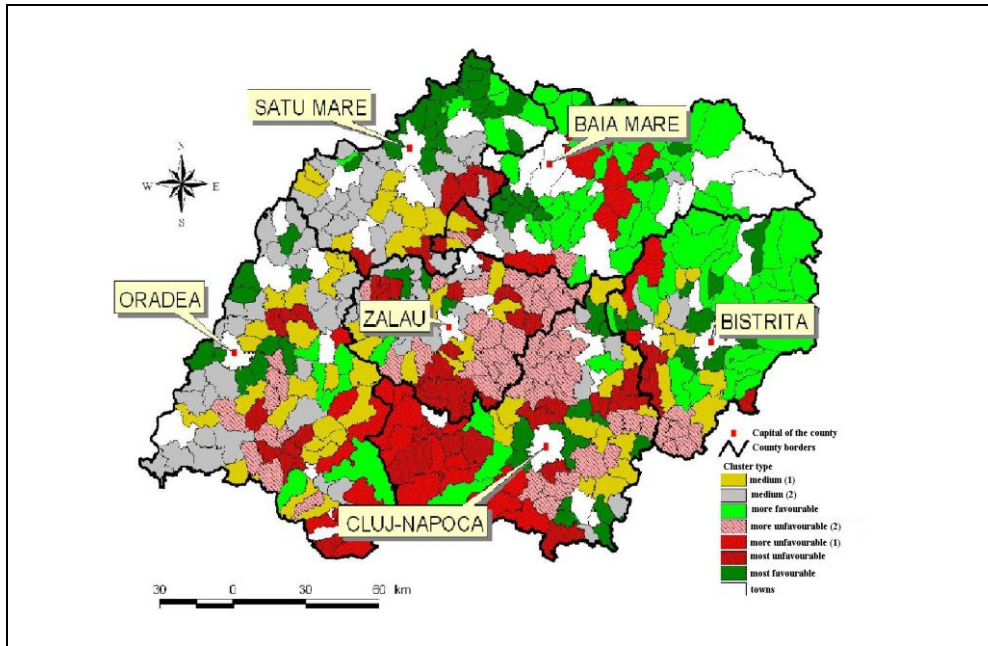 SATU MARE
BAIA MARE
N
W E
S
ORADEA
ZALAU
BISTRITA
CLUJ-NAPOCA
Capital of the county
County borders
Cluster type
medium (1)
medium (2)
more favourable
more unfavourable (2)
more unfavourable (1)
most unfavourable
most favourable
towns
30 0 30 60 km